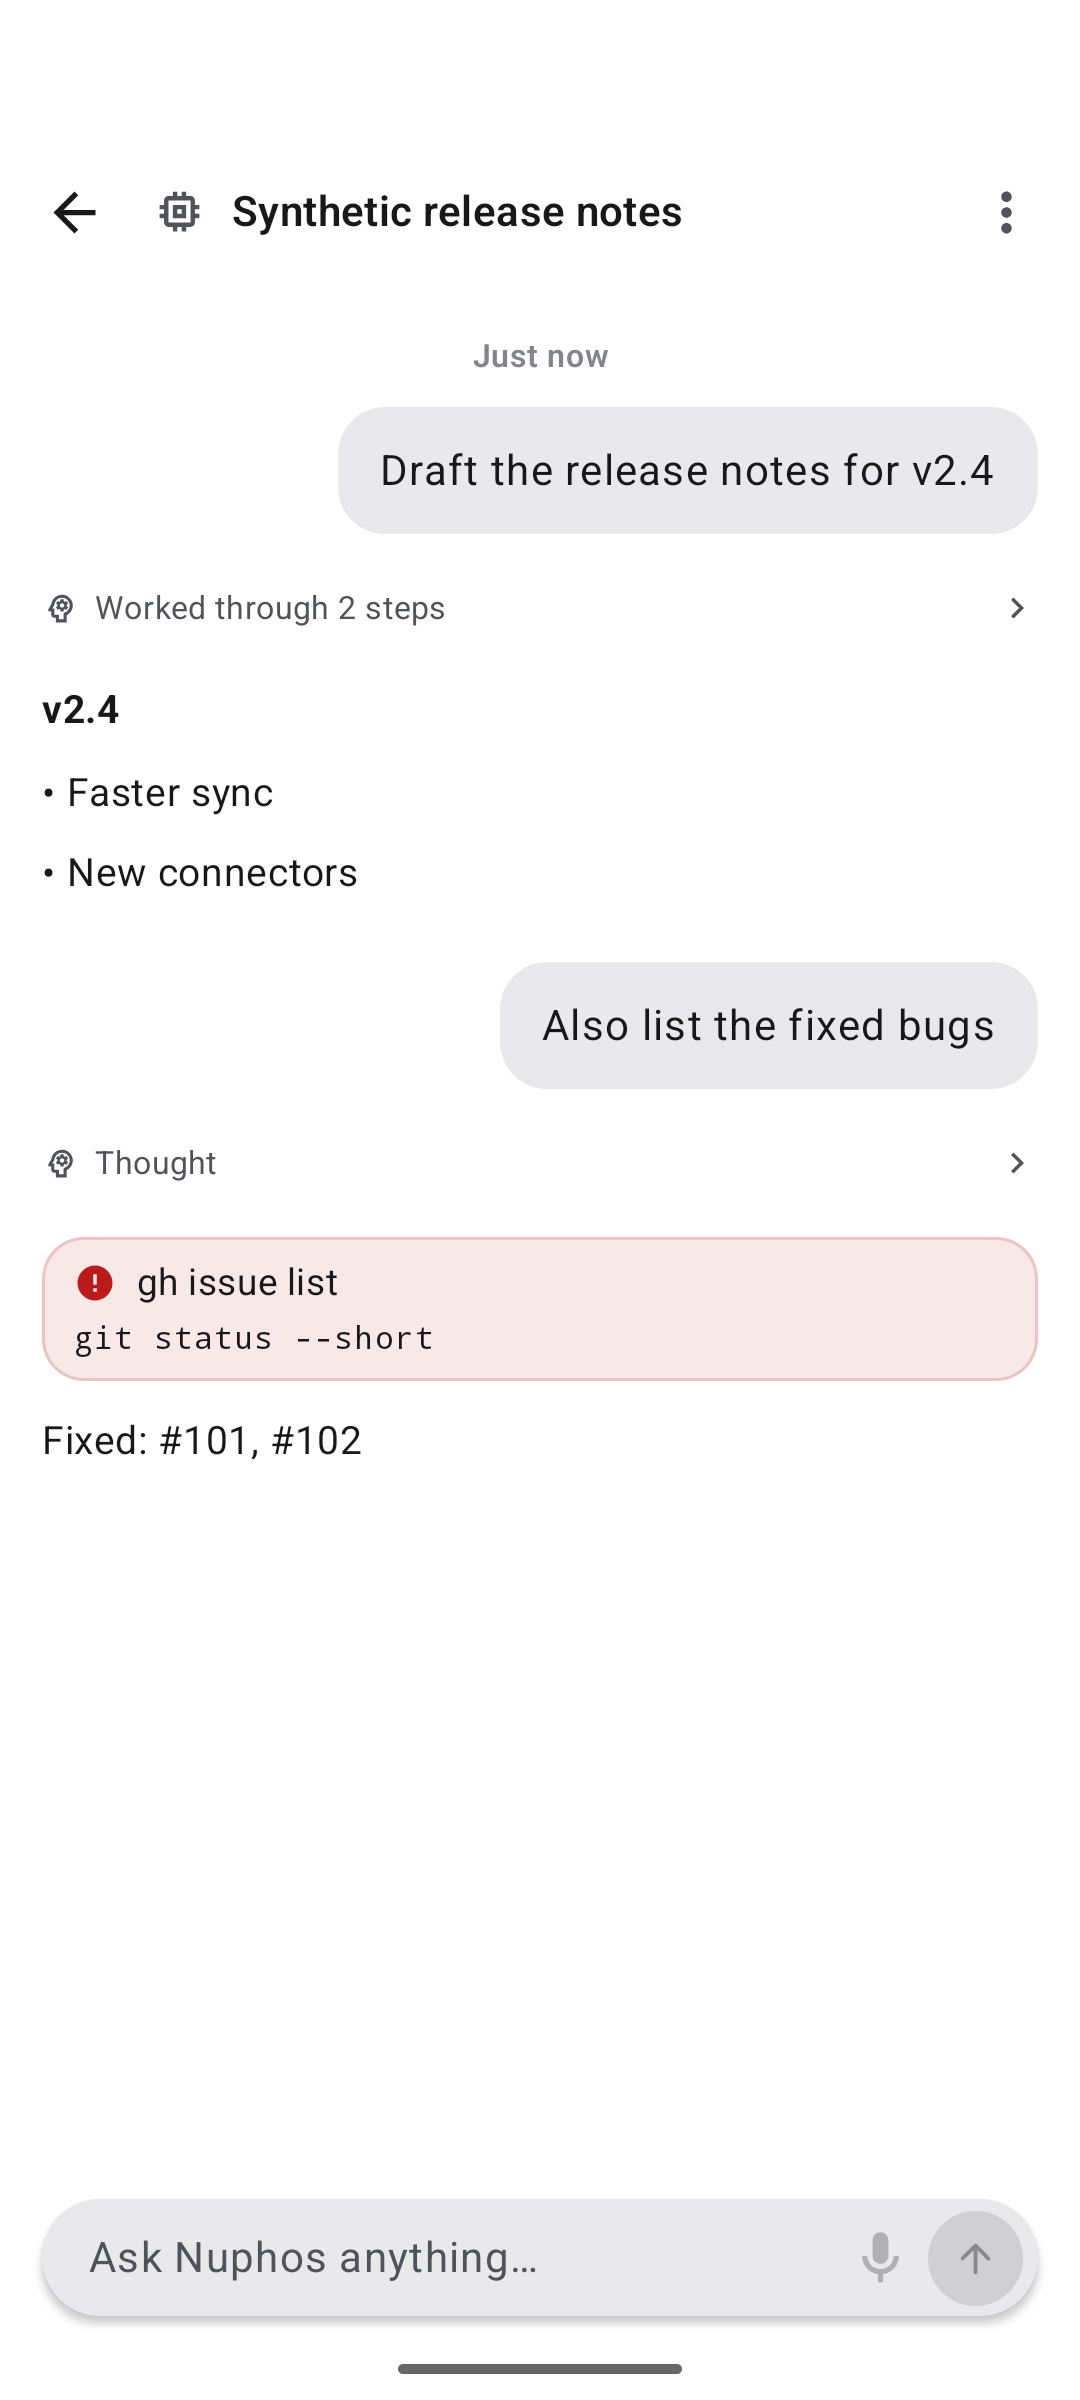 Synthetic release notes
Just now
Draft the release notes for v2.4
Worked through 2 steps
v2.4
• Faster sync
• New connectors
Also list the fixed bugs
Thought
gh issue list
git status --short
Fixed: #101, #102
Ask Nuphos anything…